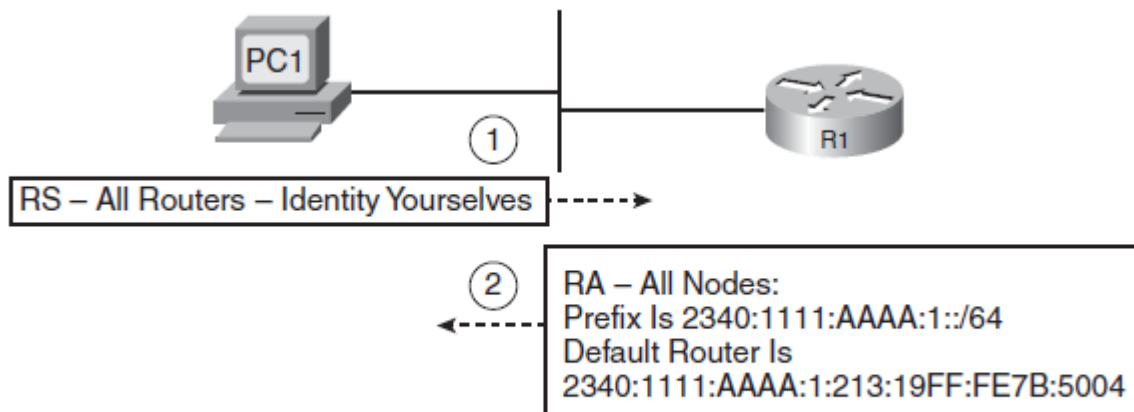 PC1
R1
1
RS – All Routers – Identity Yourselves
2
RA – All Nodes:
Prefix Is 2340:1111:AAAA:1::/64
Default Router Is
2340:1111:AAAA:1:213:19FF:FE7B:5004